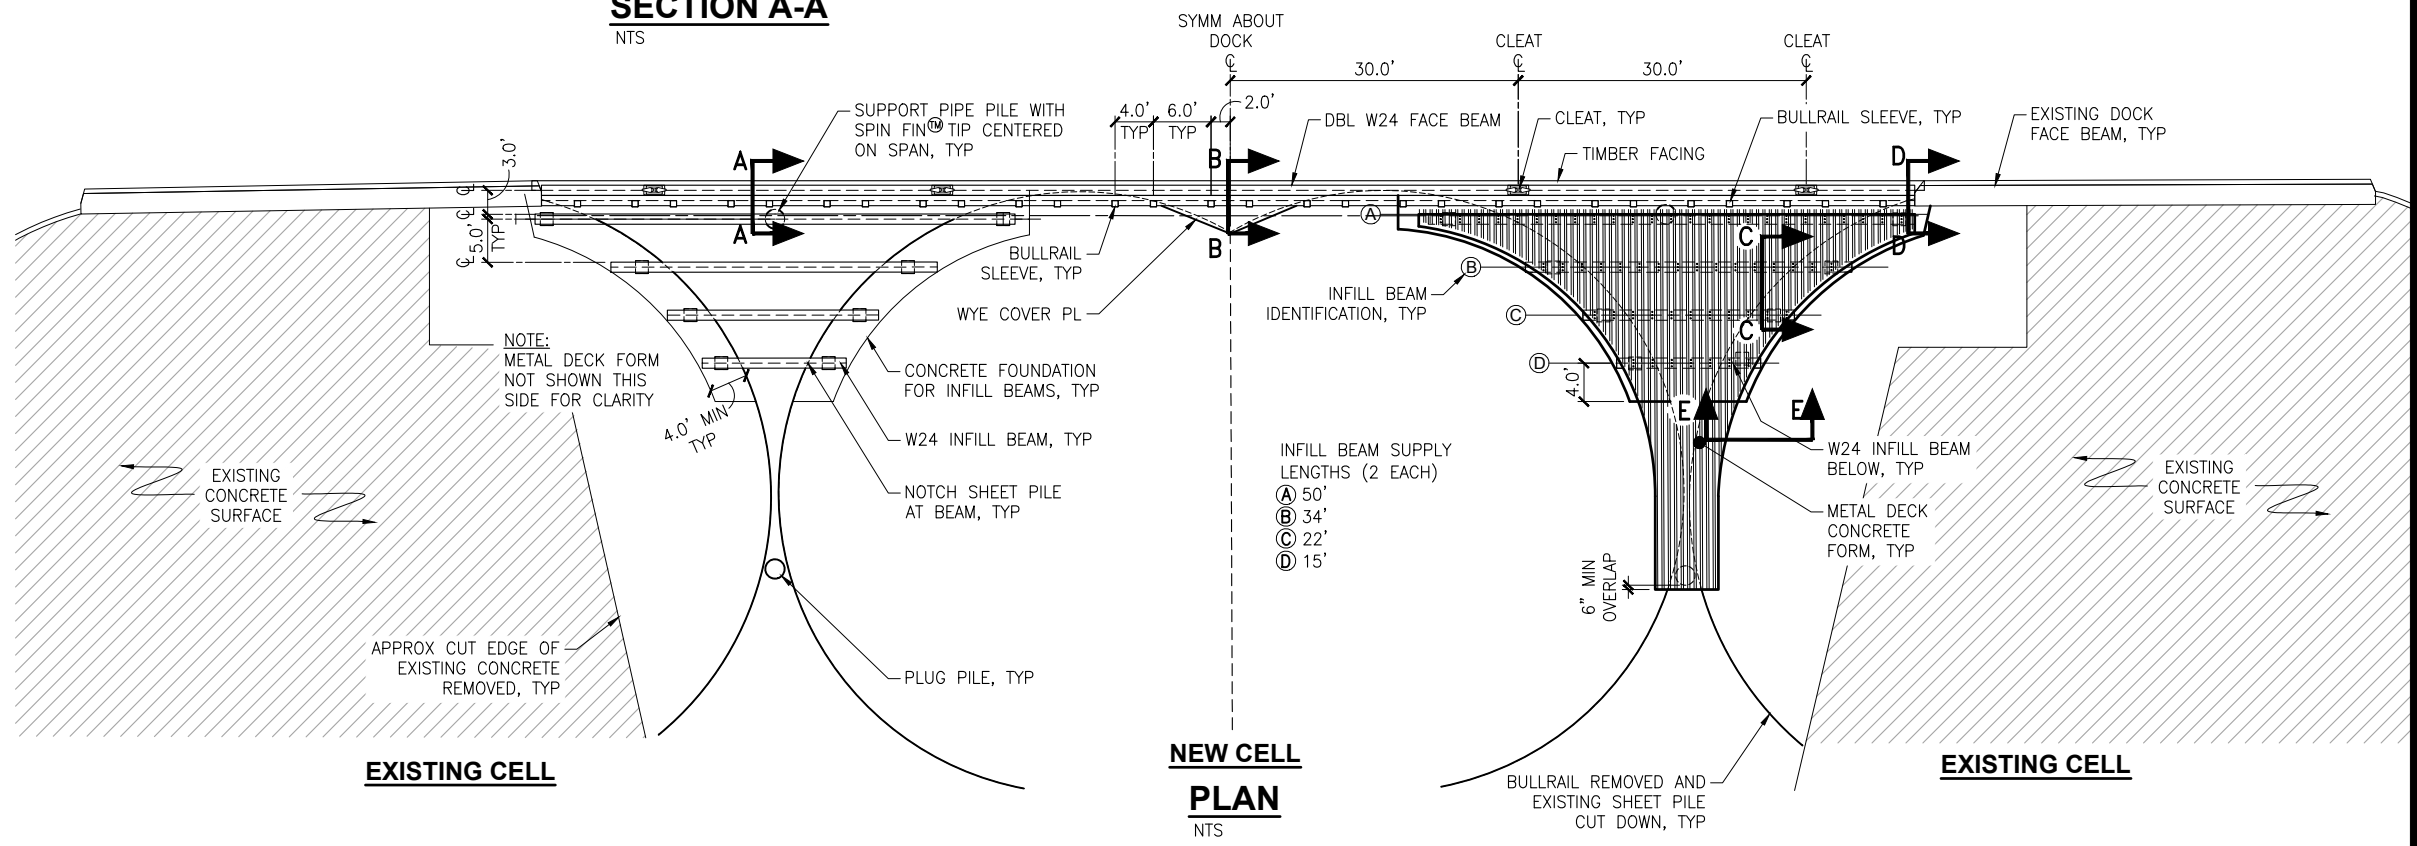 SECTION A-A
NTS
SYMM ABOUT
DOCK
℄
CLEAT
℄
CLEAT
℄
30.0'
30.0'
4.0'
TYP
6.0'
TYP
2.0'
SUPPORT PIPE PILE WITH
SPIN FIN™ TIP CENTERED
ON SPAN, TYP
DBL W24 FACE BEAM
CLEAT, TYP
TIMBER FACING
BULLRAIL SLEEVE, TYP
EXISTING DOCK
FACE BEAM, TYP
3.0'
℄
℄
℄
5.0'
TYP
A
A
B
B
D
D
C
C
E
E
A
B
C
D
BULLRAIL
SLEEVE, TYP
WYE COVER PL
INFILL BEAM
IDENTIFICATION, TYP
NOTE:
METAL DECK FORM
NOT SHOWN THIS
SIDE FOR CLARITY
CONCRETE FOUNDATION
FOR INFILL BEAMS, TYP
4.0' MIN
TYP
4.0'
W24 INFILL BEAM, TYP
NOTCH SHEET PILE
AT BEAM, TYP
INFILL BEAM SUPPLY
LENGTHS (2 EACH)
A 50'
B 34'
C 22'
D 15'
W24 INFILL BEAM
BELOW, TYP
METAL DECK
CONCRETE
FORM, TYP
EXISTING
CONCRETE
SURFACE
EXISTING
CONCRETE
SURFACE
6" MIN
OVERLAP
APPROX CUT EDGE OF
EXISTING CONCRETE
REMOVED, TYP
PLUG PILE, TYP
BULLRAIL REMOVED AND
EXISTING SHEET PILE
CUT DOWN, TYP
EXISTING CELL
NEW CELL
EXISTING CELL
PLAN
NTS